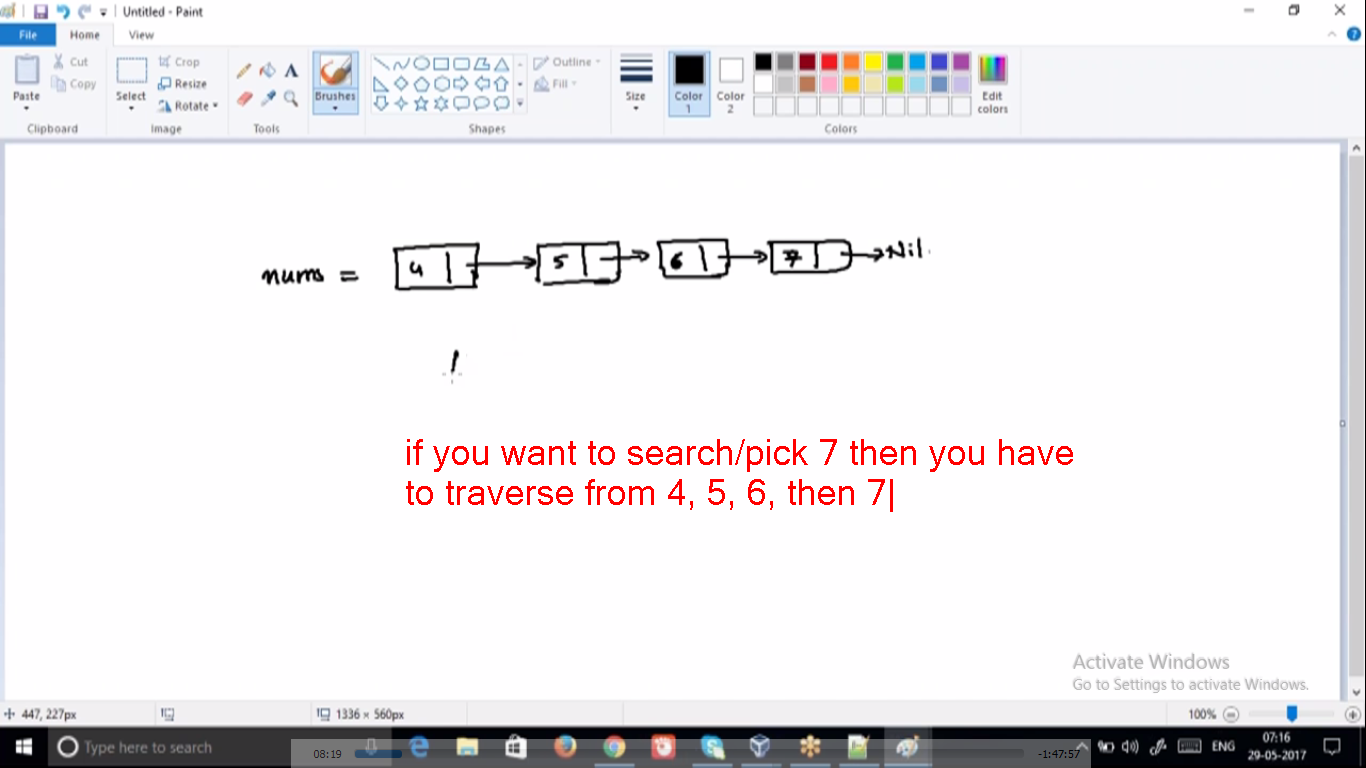 Untitled - Paint
File Home View
Paste
Cut
Copy
Clipboard
Select
Crop
Resize
Rotate
Image
Tools
Brushes
Shapes
Outline
Fill
Size
Color 1
Color 2
Colors
Edit colors
nums = 4 5 6 7 Nil
if you want to search/pick 7 then you have
to traverse from 4, 5, 6, then 7
Activate Windows
Go to Settings to activate Windows.
447, 227px
1336 × 560px
100%
Type here to search
08:19
-1:47:57
ENG
07:16
29-05-2017